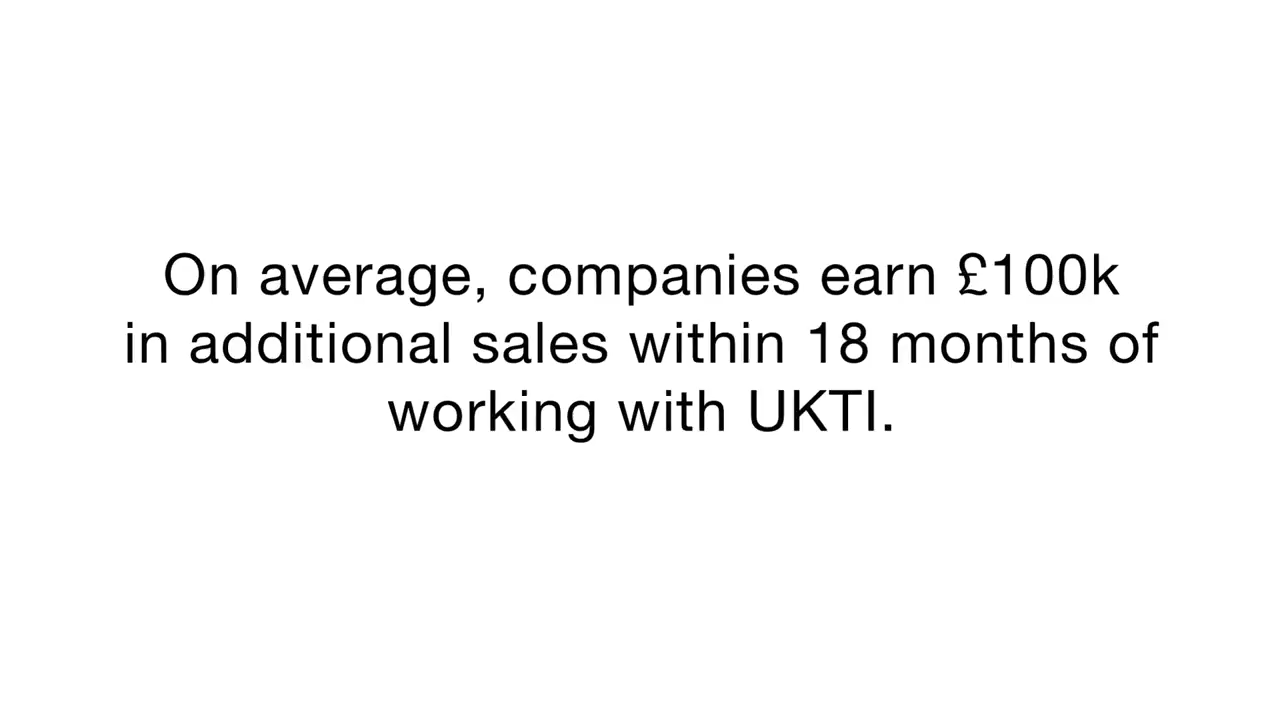 On average, companies earn £100k
in additional sales within 18 months of
working with UKTI.